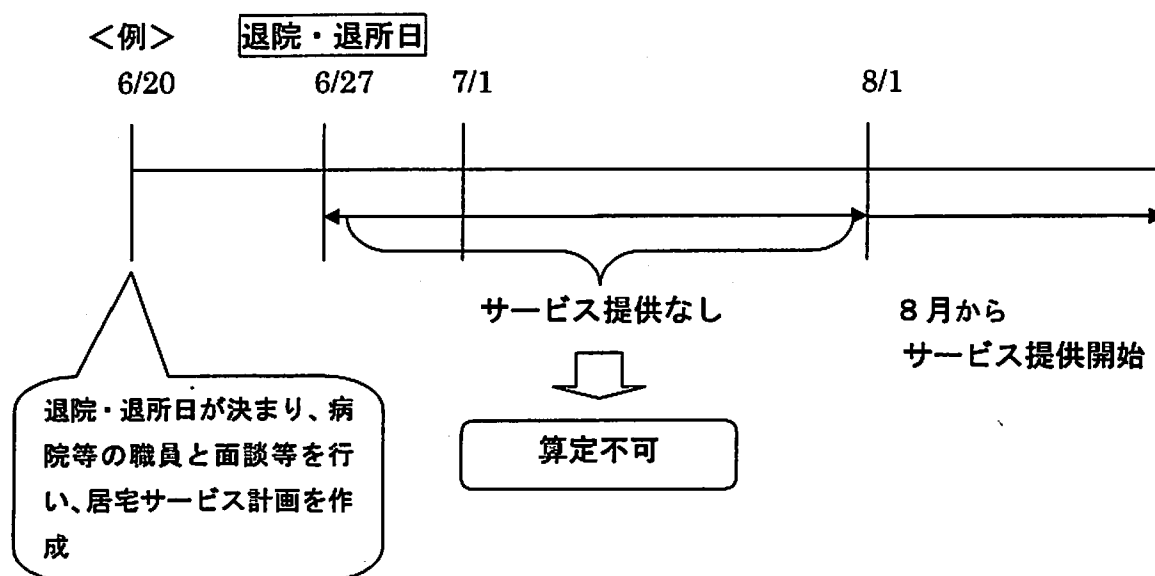 ＜例＞ 退院・退所日
6/20 6/27 7/1 8/1
サービス提供なし
8月から
サービス提供開始
算定不可
退院・退所日が決まり、病
院等の職員と面談等を行
い、居宅サービス計画を作
成